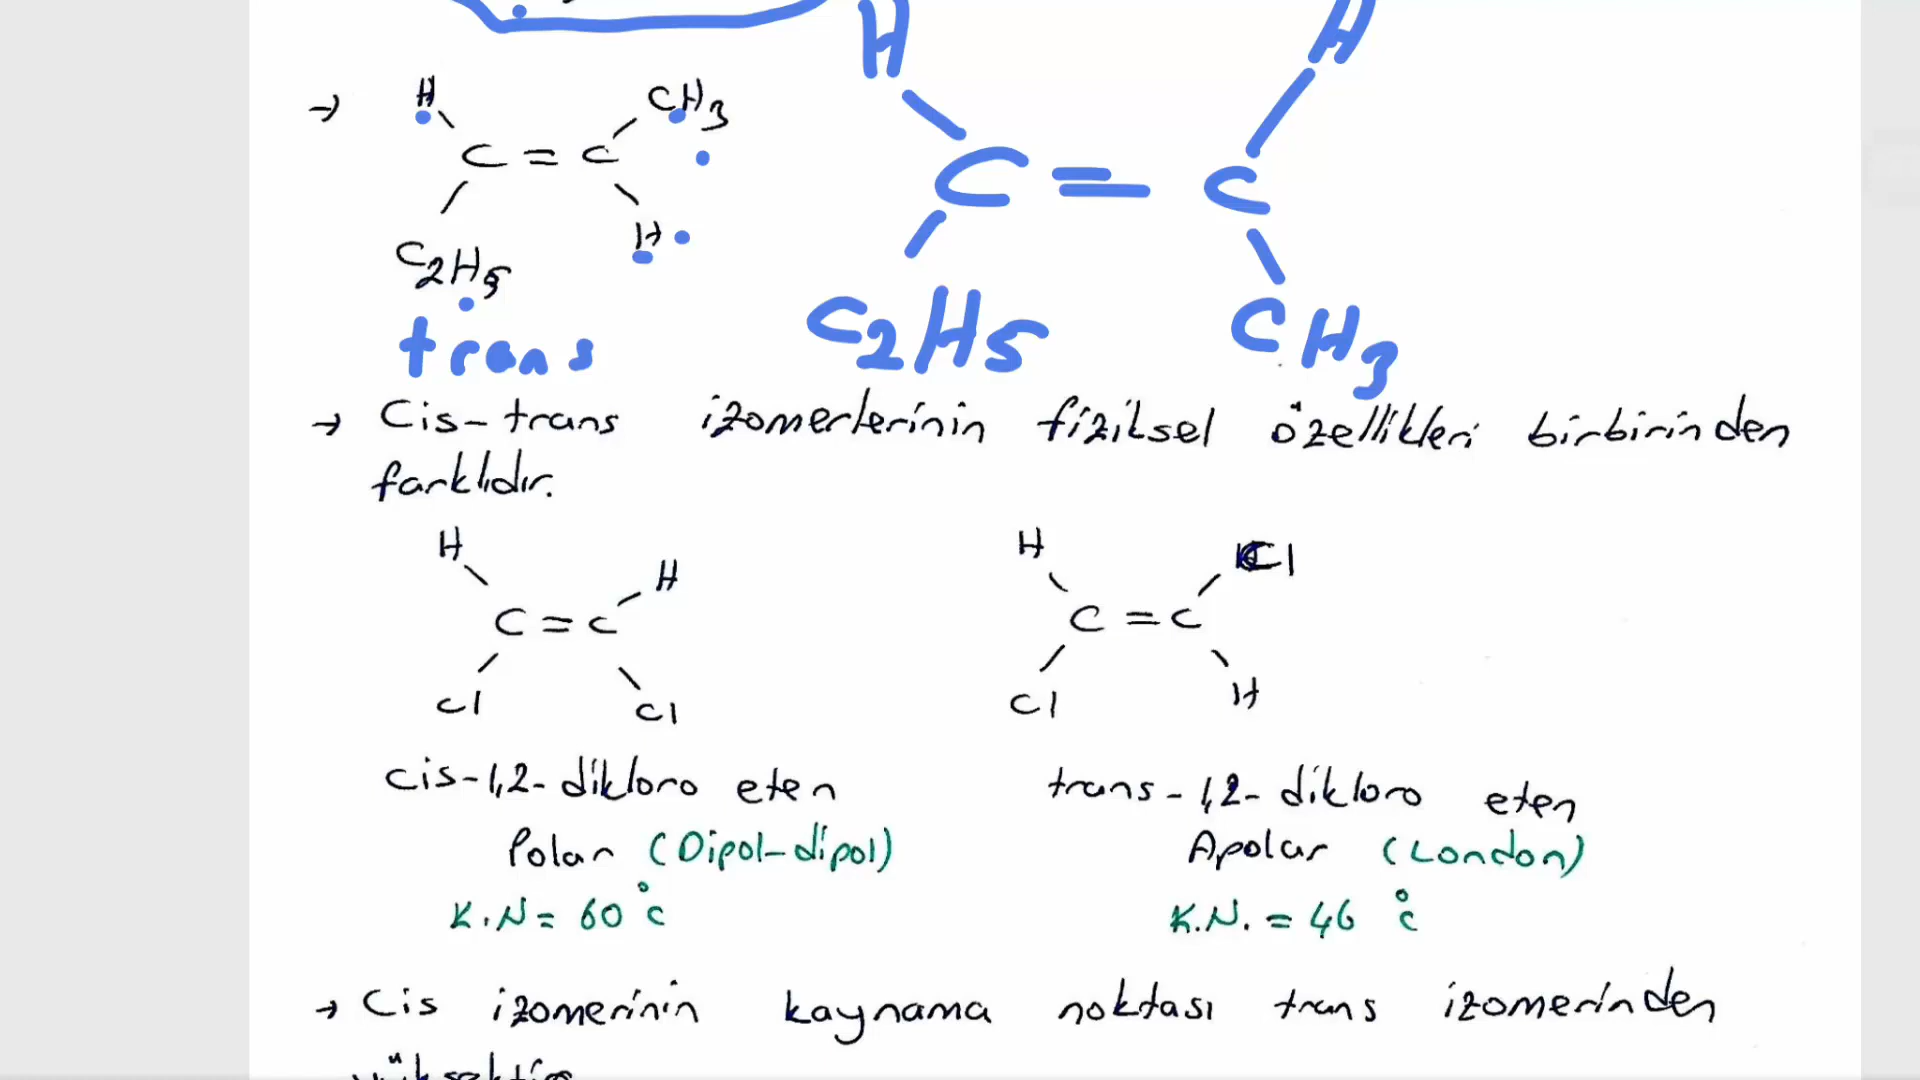 H H
→ H CH3
C = C
C = C
H
C2H5
C2H5 CH3
trans
→ Cis-trans izomerlerinin fiziksel özellikleri birbirinden
farklıdır.
H H
H Cl
C = C C = C
Cl Cl Cl H
cis-1,2-dikloro eten trans-1,2-dikloro eten
Polar (Dipol-dipol) Apolar (London)
K.N= 60 °c K.N. = 46 °c
→ Cis izomerinin kaynama noktası trans izomerinden